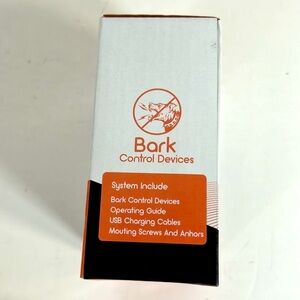 Bark
Control Devices
System Include
Bark Control Devices
Operating Guide
USB Charging Cables
Mouting Screws And Anhors